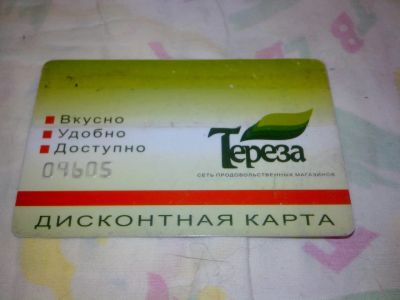 Вкусно
Удобно
Доступно
04605
Тереза
СЕТЬ ПРОДОВОЛЬСТВЕННЫХ МАГАЗИНОВ
ДИСКОНТНАЯ КАРТА